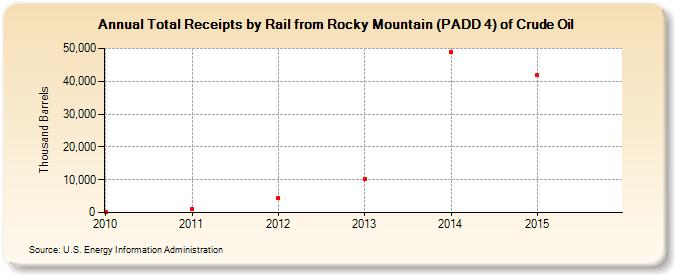 Annual Total Receipts by Rail from Rocky Mountain (PADD 4) of Crude Oil
Thousand Barrels
50,000
40,000
30,000
20,000
10,000
0
2010 2011 2012 2013 2014 2015
Source: U.S. Energy Information Administration